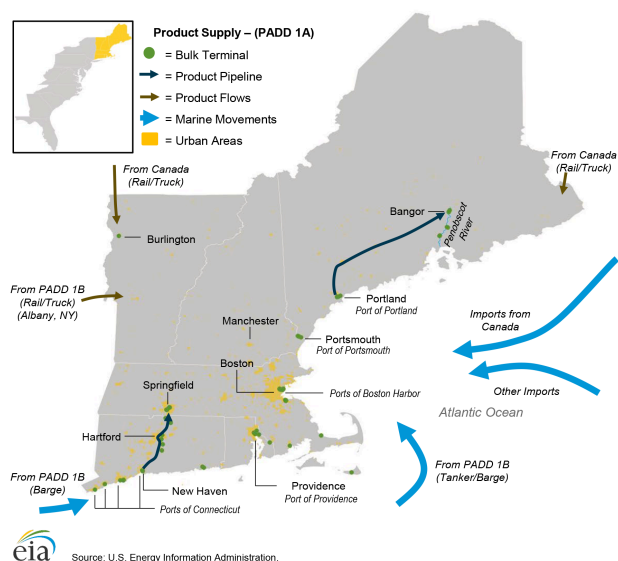 Product Supply – (PADD 1A)
= Bulk Terminal
= Product Pipeline
= Product Flows
= Marine Movements
= Urban Areas
From Canada
(Rail/Truck)
From Canada
(Rail/Truck)
Bangor
Penobscot
River
Burlington
From PADD 1B
(Rail/Truck)
(Albany, NY)
Portland
Port of Portland
Manchester
Imports from
Canada
Portsmouth
Port of Portsmouth
Boston
Springfield
Ports of Boston Harbor
Other Imports
Atlantic Ocean
Hartford
From PADD 1B
(Barge)
From PADD 1B
(Tanker/Barge)
New Haven
Providence
Port of Providence
Ports of Connecticut
eia
Source: U.S. Energy Information Administration.